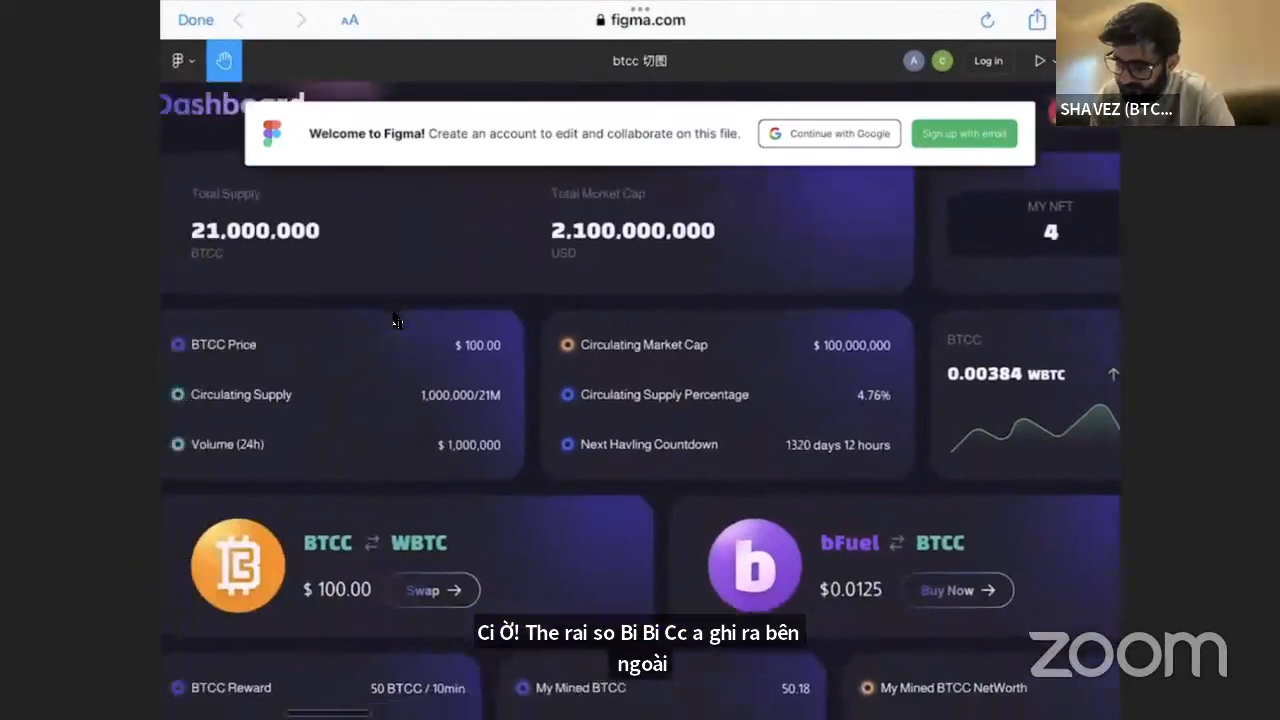 Done
AA
figma.com
btcc 切图
A
C
Log in
SHAVEZ (BTC...
Dashboard
Welcome to Figma! Create an account to edit and collaborate on this file.
Continue with Google
Sign up with email
Total Supply
21,000,000
BTCC
Total Market Cap
2,100,000,000
USD
MY NFT
4
BTCC Price
$ 100.00
Circulating Supply
1,000,000/21M
Volume (24h)
$ 1,000,000
Circulating Market Cap
$ 100,000,000
Circulating Supply Percentage
4.76%
Next Havling Countdown
1320 days 12 hours
BTCC
0.00384 WBTC
BTCC ⇄ WBTC
$ 100.00
Swap →
b
bFuel ⇄ BTCC
$0.0125
Buy Now →
Ci Ờ! The rai so Bi Bi Cc a ghi ra bên
ngoài
zoom
BTCC Reward
50 BTCC / 10min
My Mined BTCC
50.18
My Mined BTCC NetWorth